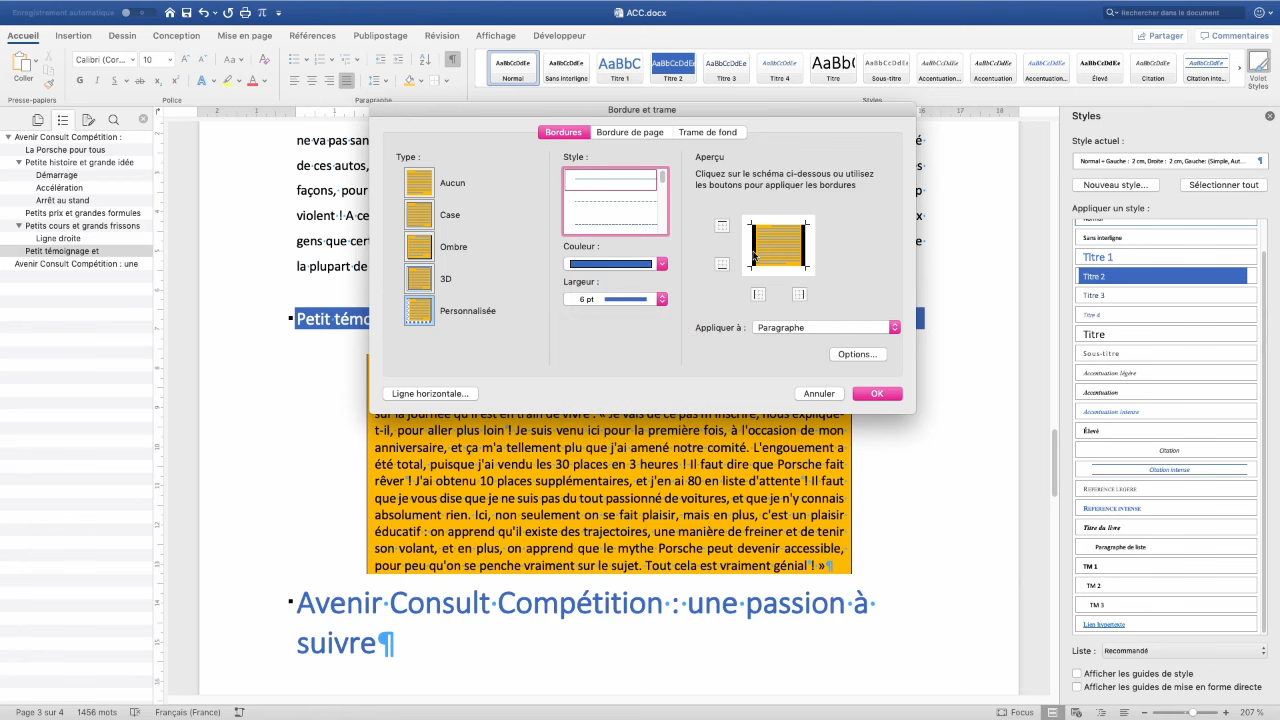 Enregistrement automatique
ACC.docx
Rechercher dans le document
Accueil Insertion Dessin Conception Mise en page Références Publipostage Révision Affichage Développeur
Partager Commentaires
Coller
Calibri (Cor... 10
AaBbCcDdEe AaBbCcDdEe AaBbC AaBbCcDdEe AaBbCcDdEe AaBbCcDdEe AaBb( AaBbCcDdEe AaBbCcDdEe AaBbCcDdEe AaBbCcDdEe AaBbCcDdEe AaBbCcDdEe AaBbCcDdEe
Normal Sans interligne Titre 1 Titre 2 Titre 3 Titre 4 Titre Sous-titre Accentuation... Accentuation Accentuation... Élevé Citation Citation inte...
Volet Styles
Presse-papiers Police Paragraphe Styles
Avenir Consult Compétition :
La Porsche pour tous
Petite histoire et grande idée
Démarrage
Accélération
Arrêt au stand
Petits prix et grandes formules
Petits cours et grands frissons
Ligne droite
Petit témoignage et
Avenir Consult Compétition : une
ne va pas san
de ces autos,
façons, pour
violent ! A ce
gens que cer
la plupart de
Petit témo
Bordure et trame
Bordures Bordure de page Trame de fond
Type :
Aucun
Case
Ombre
3D
Personnalisée
Style :
Couleur :
Largeur :
6 pt
Aperçu
Cliquez sur le schéma ci-dessous ou utilisez
les boutons pour appliquer les bordures
Appliquer à : Paragraphe
Options...
Ligne horizontale... Annuler OK
sur la journée qu'il est en train de vivre : « Je vais de ce pas m'inscrire, nous explique-
t-il, pour aller plus loin ! Je suis venu ici pour la première fois, à l'occasion de mon
anniversaire, et ça m'a tellement plu que j'ai amené notre comité. L'engouement a
été total, puisque j'ai vendu les 30 places en 3 heures ! Il faut dire que Porsche fait
rêver ! J'ai obtenu 10 places supplémentaires, et j'en ai 80 en liste d'attente ! Il faut
que je vous dise que je ne suis pas du tout passionné de voitures, et que je n'y connais
absolument rien. Ici, non seulement on se fait plaisir, mais en plus, c'est un plaisir
éducatif : on apprend qu'il existe des trajectoires, une manière de freiner et de tenir
son volant, et en plus, on apprend que le mythe Porsche peut devenir accessible,
pour peu qu'on se penche vraiment sur le sujet. Tout cela est vraiment génial ! »¶
Avenir Consult Compétition : une passion à
suivre¶
Styles
Style actuel :
Normal + Gauche : 2 cm, Droite : 2 cm, Gauche: (Simple, Aut... ¶
Nouveau style... Sélectionner tout
Appliquer un style :
Normal
Sans interligne
Titre 1
Titre 2
Titre 3
Titre 4
Titre
Sous-titre
Accentuation légère
Accentuation
Accentuation intense
Élevé
Citation
Citation intense
REFERENCE LEGERE
REFERENCE INTENSE
Titre du livre
Paragraphe de liste
TM 1
TM 2
TM 3
Lien hypertexte
Liste : Recommandé
Afficher les guides de style
Afficher les guides de mise en forme directe
Page 3 sur 4 1456 mots Français (France) Focus 207 %